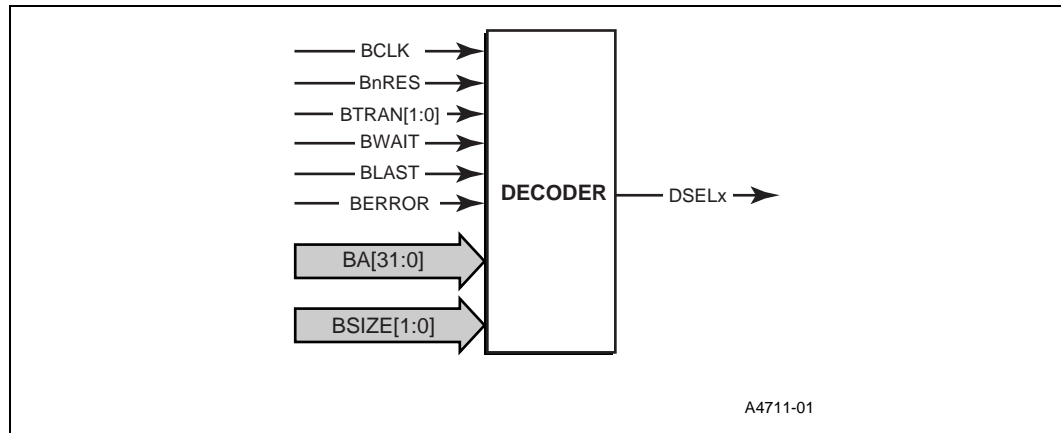 BCLK
BnRES
BTRAN[1:0]
BWAIT
BLAST
BERROR
DECODER
DSELx
BA[31:0]
BSIZE[1:0]
A4711-01